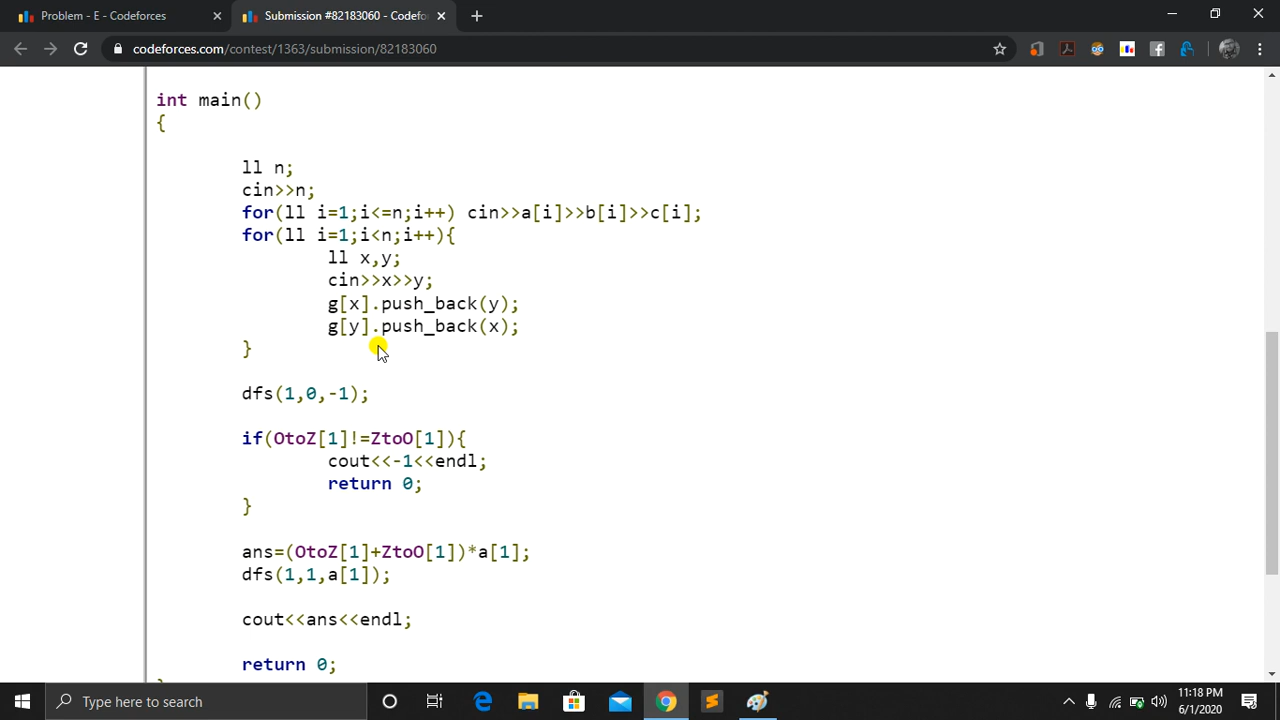 Problem - E - Codeforces
Submission #82183060 - Codefo
codeforces.com/contest/1363/submission/82183060
int main()
{
ll n;
cin>>n;
for(ll i=1;i<=n;i++) cin>>a[i]>>b[i]>>c[i];
for(ll i=1;i<n;i++){
ll x,y;
cin>>x>>y;
g[x].push_back(y);
g[y].push_back(x);
}
dfs(1,0,-1);
if(OtoZ[1]!=ZtoO[1]){
cout<<-1<<endl;
return 0;
}
ans=(OtoZ[1]+ZtoO[1])*a[1];
dfs(1,1,a[1]);
cout<<ans<<endl;
return 0;
Type here to search
11:18 PM
6/1/2020